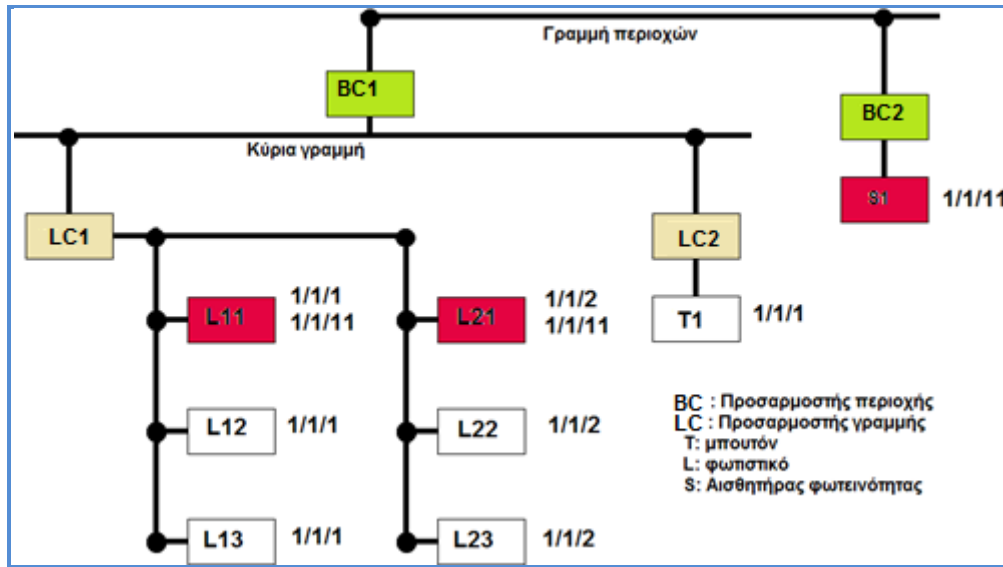 Γραμμή περιοχών
BC1
BC2
Κύρια γραμμή
S1 1/1/11
LC1
LC2
L11 1/1/1
1/1/11
L21 1/1/2
1/1/11
T1 1/1/1
L12 1/1/1
L22 1/1/2
L13 1/1/1
L23 1/1/2
BC : Προσαρμοστής περιοχής
LC : Προσαρμοστής γραμμής
T: μπουτόν
L: φωτιστικό
S: Αισθητήρας φωτεινότητας